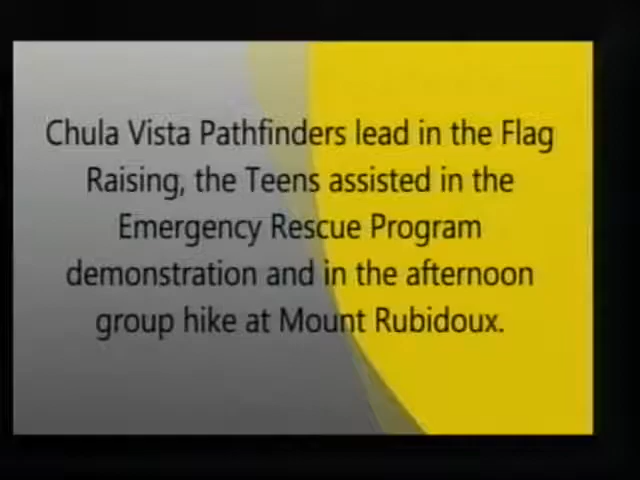 Chula Vista Pathfinders lead in the Flag
Raising, the Teens assisted in the
Emergency Rescue Program
demonstration and in the afternoon
group hike at Mount Rubidoux.